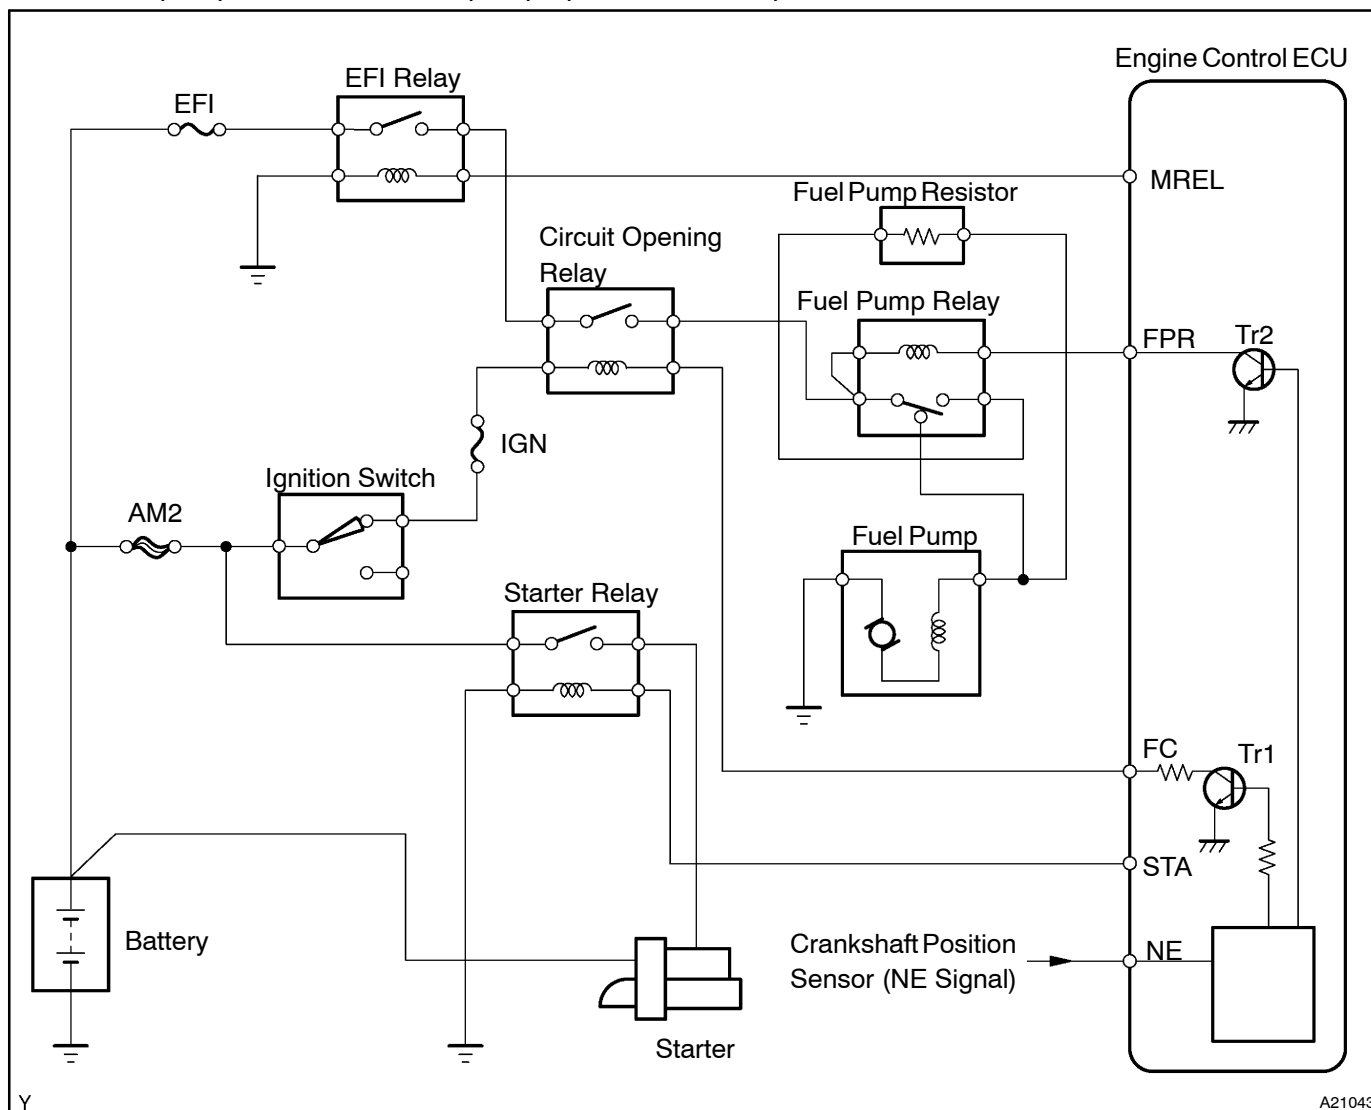 Engine Control ECU
EFI Relay
EFI
MREL
Fuel Pump Resistor
Circuit Opening
Relay
Fuel Pump Relay
FPR
Tr2
IGN
Ignition Switch
AM2
Fuel Pump
Starter Relay
FC
Tr1
STA
Battery
Crankshaft Position
Sensor (NE Signal)
NE
Starter
Y
A21043